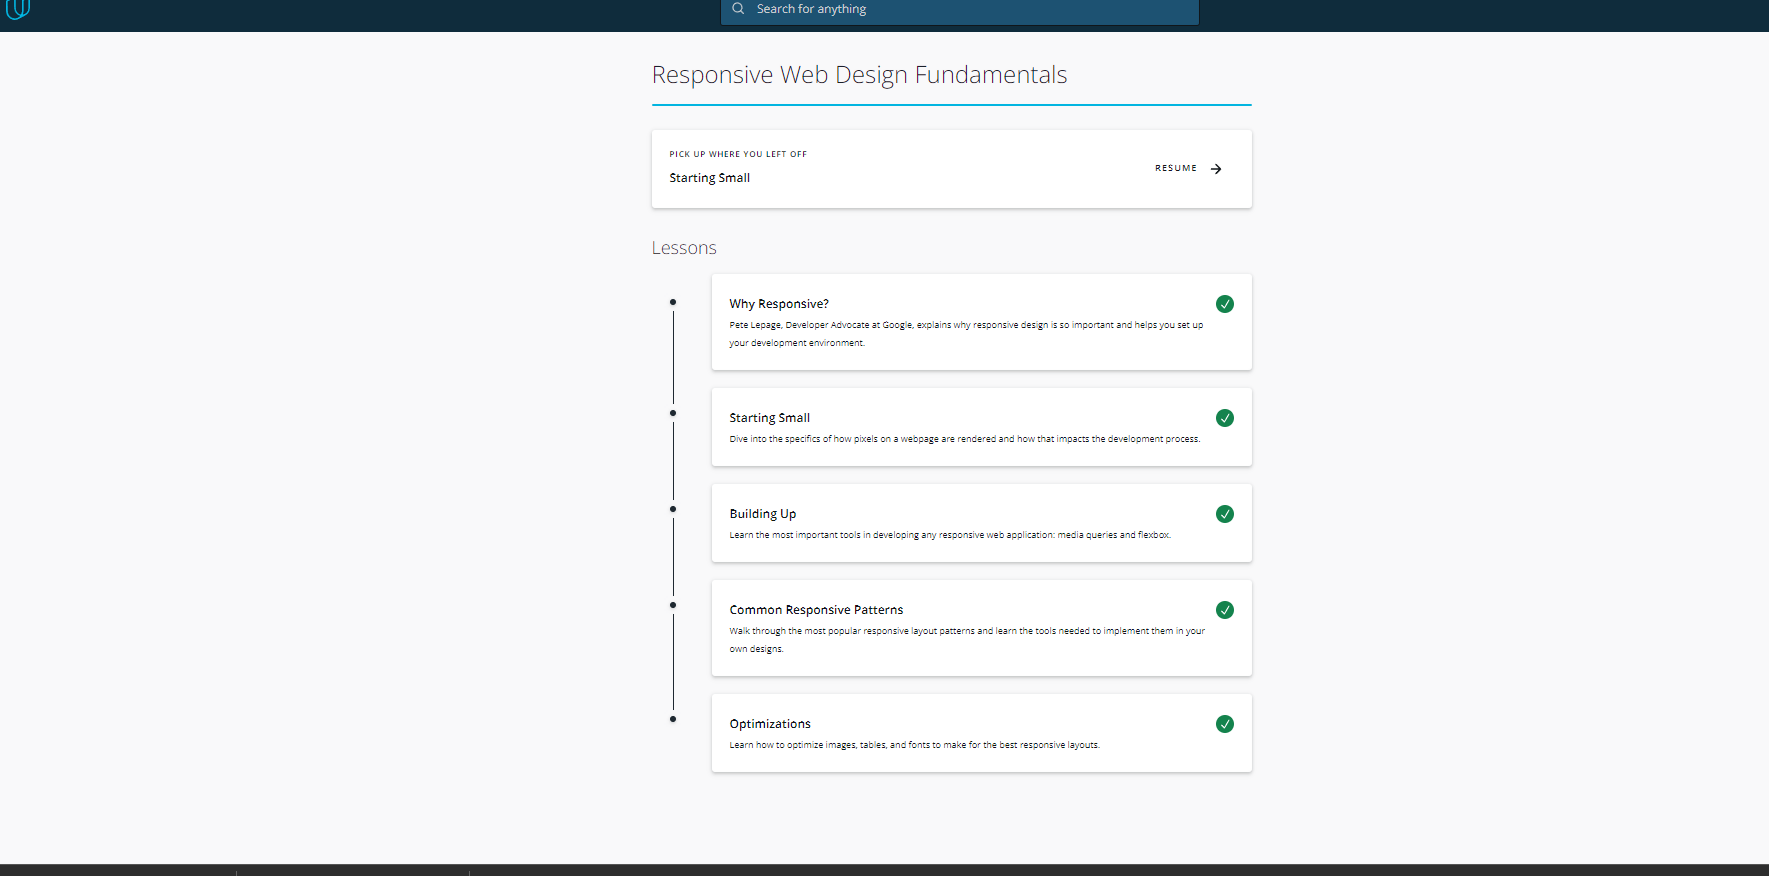 Search for anything
Responsive Web Design Fundamentals
PICK UP WHERE YOU LEFT OFF
Starting Small
RESUME
Lessons
Why Responsive?
Pete Lepage, Developer Advocate at Google, explains why responsive design is so important and helps you set up
your development environment.
Starting Small
Dive into the specifics of how pixels on a webpage are rendered and how that impacts the development process.
Building Up
Learn the most important tools in developing any responsive web application: media queries and flexbox.
Common Responsive Patterns
Walk through the most popular responsive layout patterns and learn the tools needed to implement them in your
own designs.
Optimizations
Learn how to optimize images, tables, and fonts to make for the best responsive layouts.